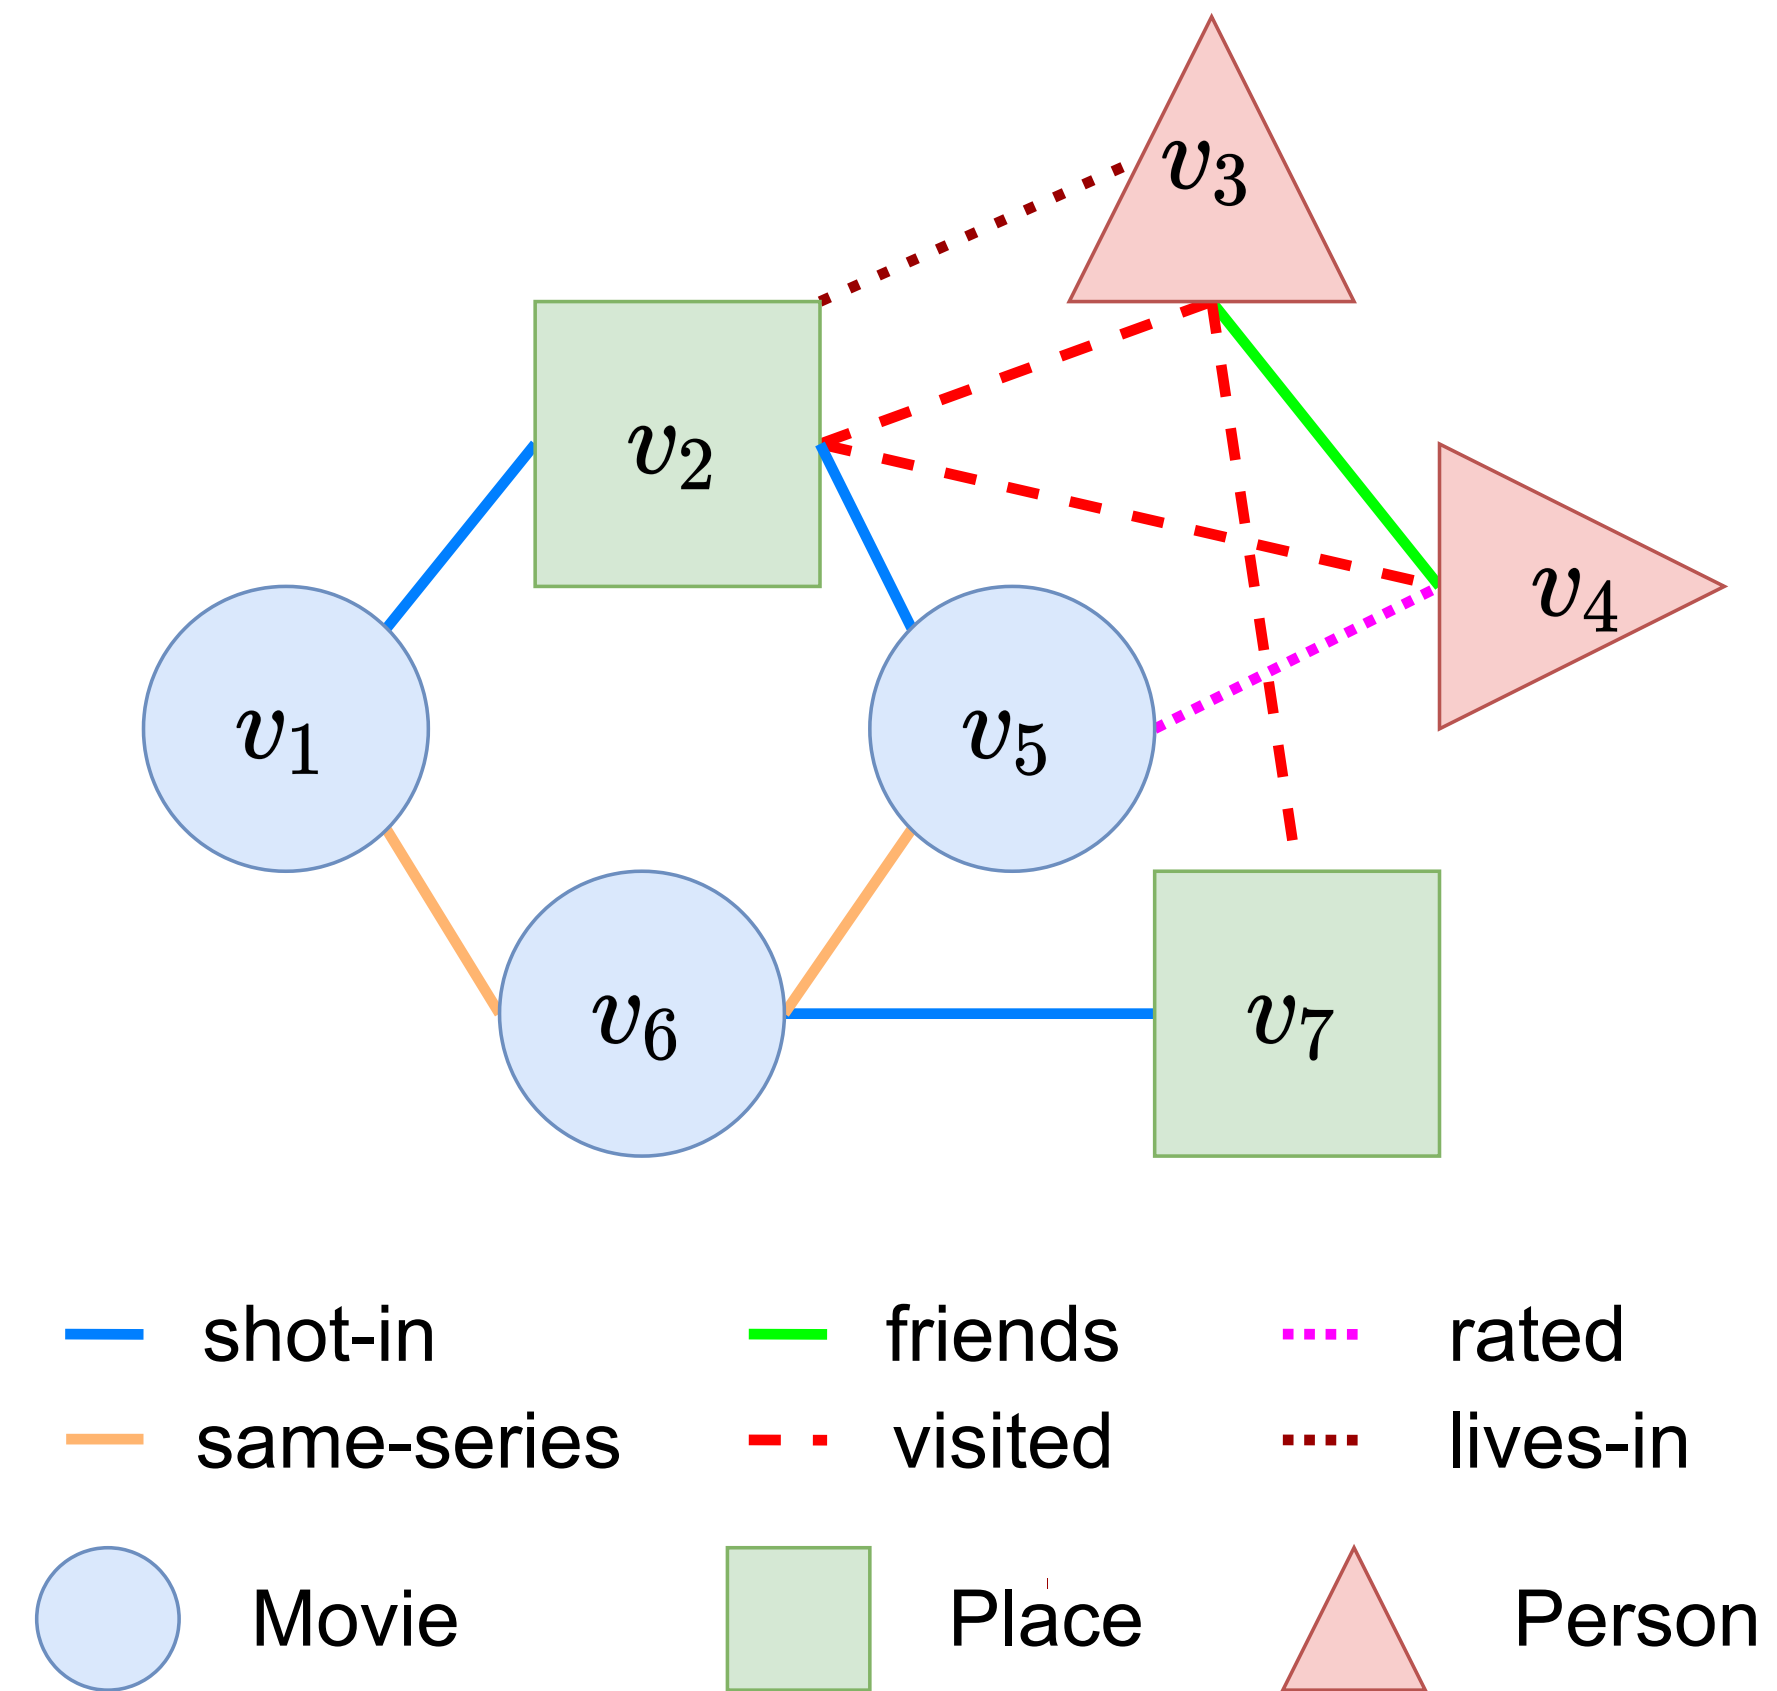 v3
v2
v4
v1
v5
v6
v7
shot-in friends rated
same-series visited lives-in
Movie Place Person